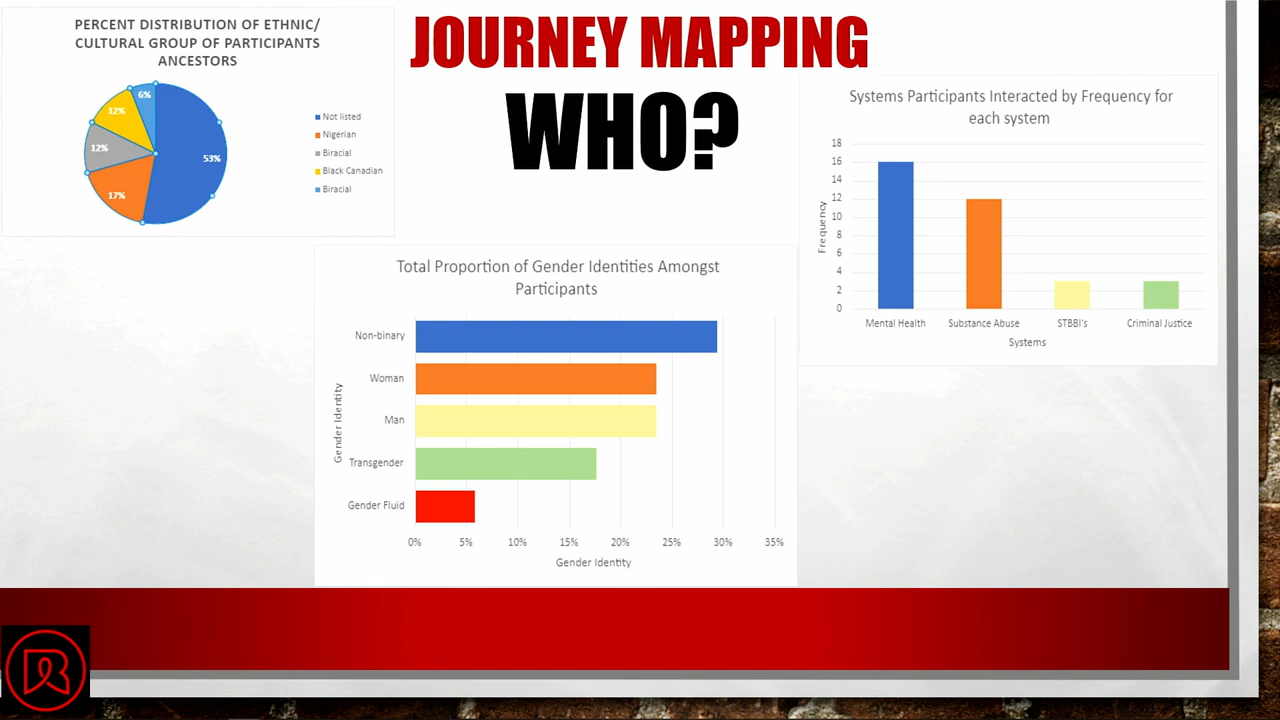 JOURNEY MAPPING
WHO?
PERCENT DISTRIBUTION OF ETHNIC/
CULTURAL GROUP OF PARTICIPANTS
ANCESTORS
6%
12%
12%
53%
17%
Not listed
Nigerian
Biracial
Black Canadian
Biracial
Systems Participants Interacted by Frequency for
each system
Frequency
18
16
14
12
10
8
6
4
2
0
Mental Health Substance Abuse STBBI's Criminal Justice
Systems
Total Proportion of Gender Identities Amongst
Participants
Gender Identity
Non-binary
Woman
Man
Transgender
Gender Fluid
0% 5% 10% 15% 20% 25% 30% 35%
Gender Identity